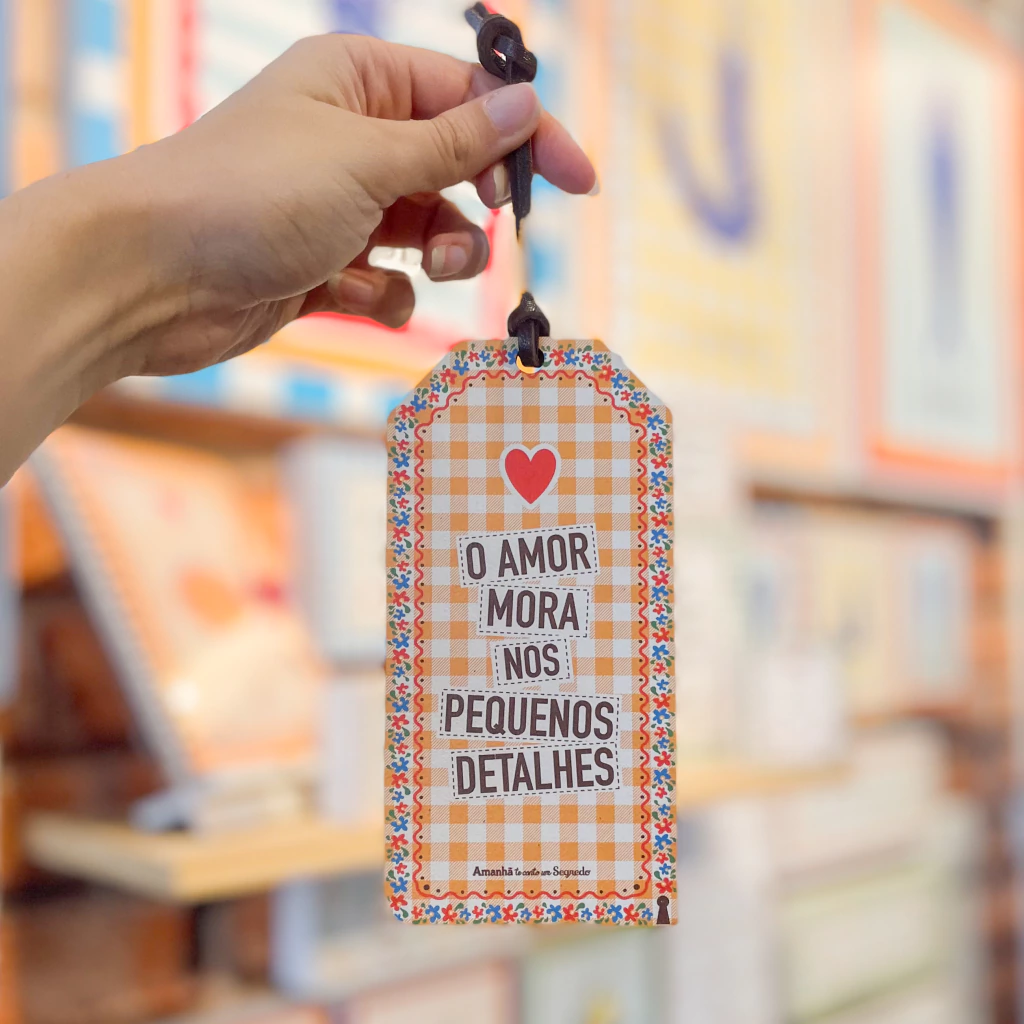 O AMOR
MORA
NOS
PEQUENOS
DETALHES
Amanhã te conto um Segredo